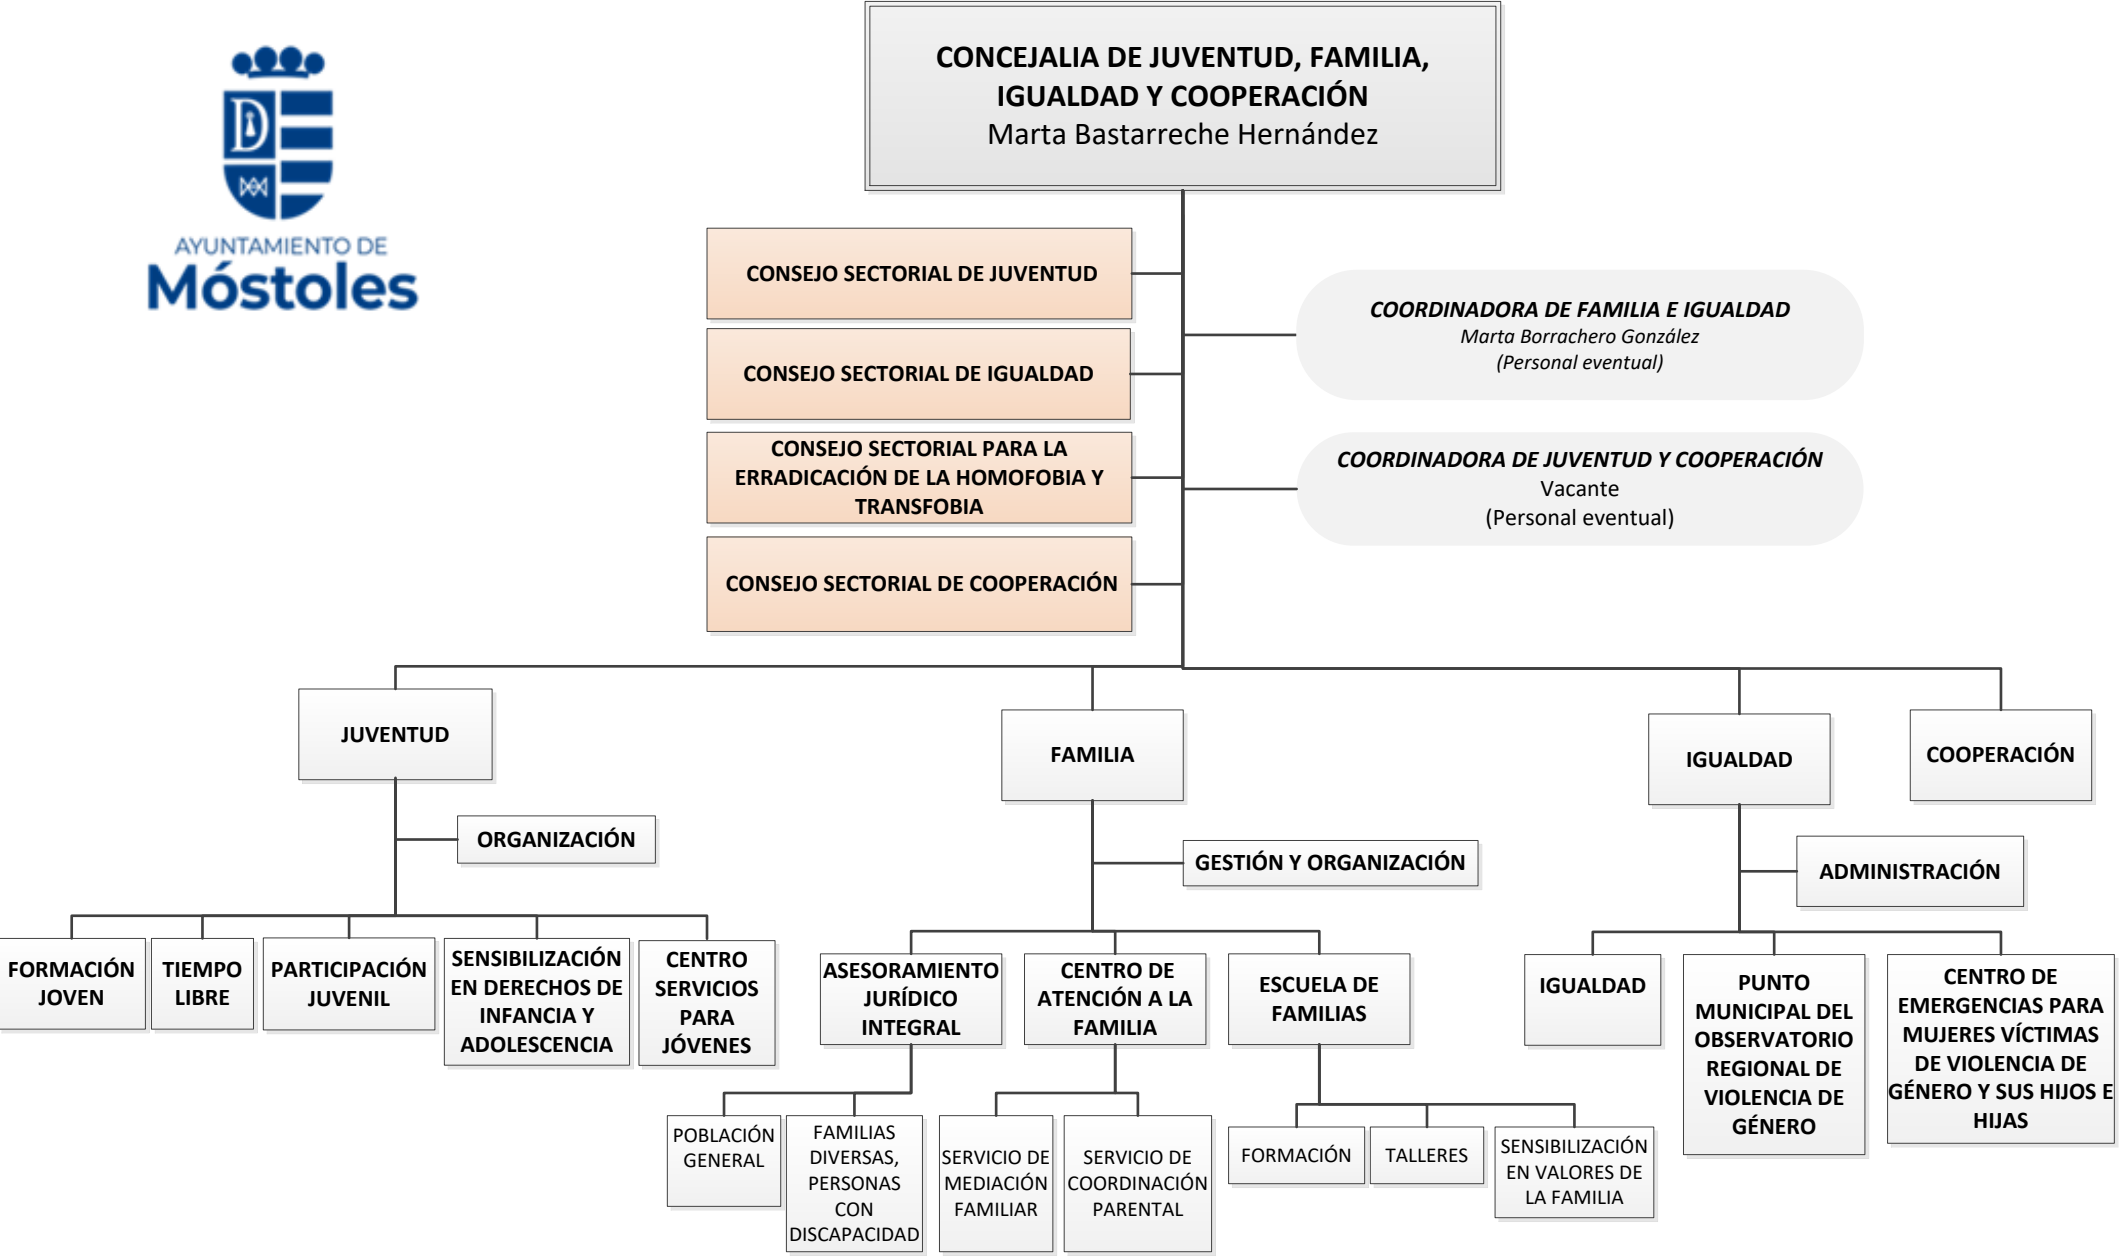 CONCEJALIA DE JUVENTUD, FAMILIA,
IGUALDAD Y COOPERACIÓN
Marta Bastarreche Hernández
D
AYUNTAMIENTO DE
Móstoles
CONSEJO SECTORIAL DE JUVENTUD
CONSEJO SECTORIAL DE IGUALDAD
CONSEJO SECTORIAL PARA LA
ERRADICACIÓN DE LA HOMOFOBIA Y
TRANSFOBIA
CONSEJO SECTORIAL DE COOPERACIÓN
COORDINADORA DE FAMILIA E IGUALDAD
Marta Borrachero González
(Personal eventual)
COORDINADORA DE JUVENTUD Y COOPERACIÓN
Vacante
(Personal eventual)
JUVENTUD
FAMILIA
IGUALDAD
COOPERACIÓN
ORGANIZACIÓN
GESTIÓN Y ORGANIZACIÓN
ADMINISTRACIÓN
FORMACIÓN
JOVEN
TIEMPO
LIBRE
PARTICIPACIÓN
JUVENIL
SENSIBILIZACIÓN
EN DERECHOS DE
INFANCIA Y
ADOLESCENCIA
CENTRO
SERVICIOS
PARA
JÓVENES
ASESORAMIENTO
JURÍDICO
INTEGRAL
CENTRO DE
ATENCIÓN A LA
FAMILIA
ESCUELA DE
FAMILIAS
IGUALDAD
PUNTO
MUNICIPAL DEL
OBSERVATORIO
REGIONAL DE
VIOLENCIA DE
GÉNERO
CENTRO DE
EMERGENCIAS PARA
MUJERES VÍCTIMAS
DE VIOLENCIA DE
GÉNERO Y SUS HIJOS E
HIJAS
POBLACIÓN
GENERAL
FAMILIAS
DIVERSAS,
PERSONAS
CON
DISCAPACIDAD
SERVICIO DE
MEDIACIÓN
FAMILIAR
SERVICIO DE
COORDINACIÓN
PARENTAL
FORMACIÓN
TALLERES
SENSIBILIZACIÓN
EN VALORES DE
LA FAMILIA